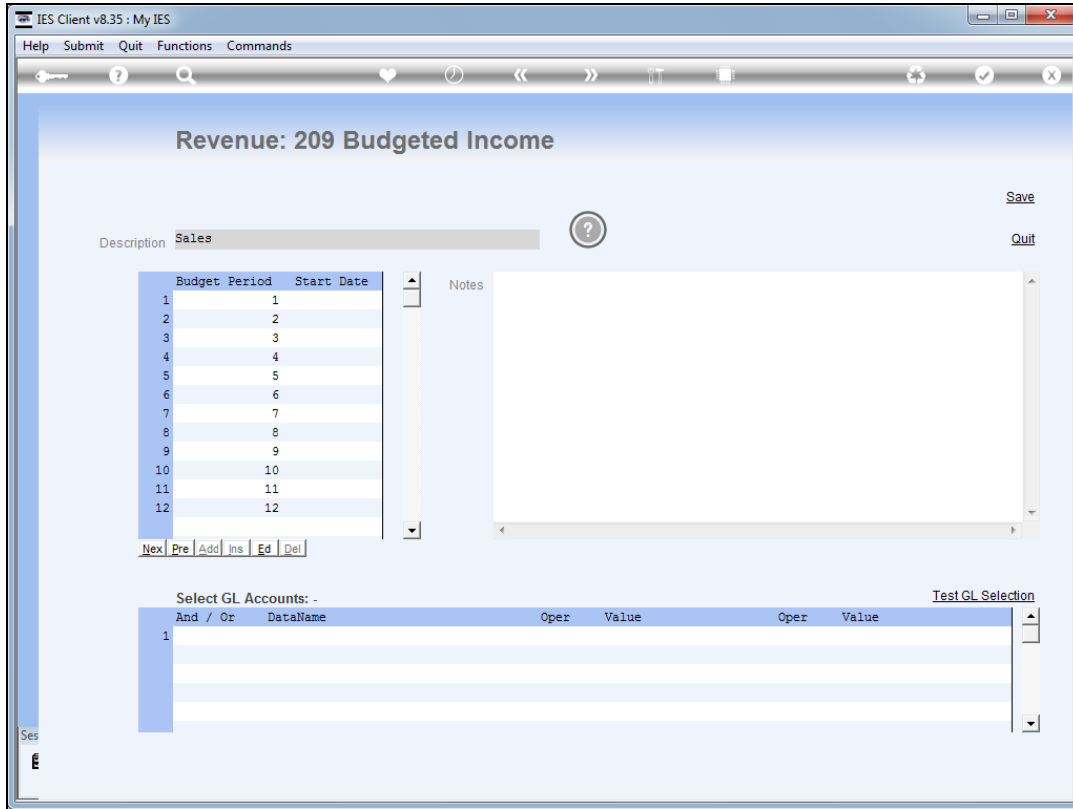 IES Client v8.35 : My IES
Help Submit Quit Functions Commands
Revenue: 209 Budgeted Income
Save
Description Sales
Quit
Budget Period Start Date
Notes
1 1
2 2
3 3
4 4
5 5
6 6
7 7
8 8
9 9
10 10
11 11
12 12
Nex Pre Add Ins Ed Del
Select GL Accounts: -
Test GL Selection
And / Or DataName Oper Value Oper Value
1
Ses